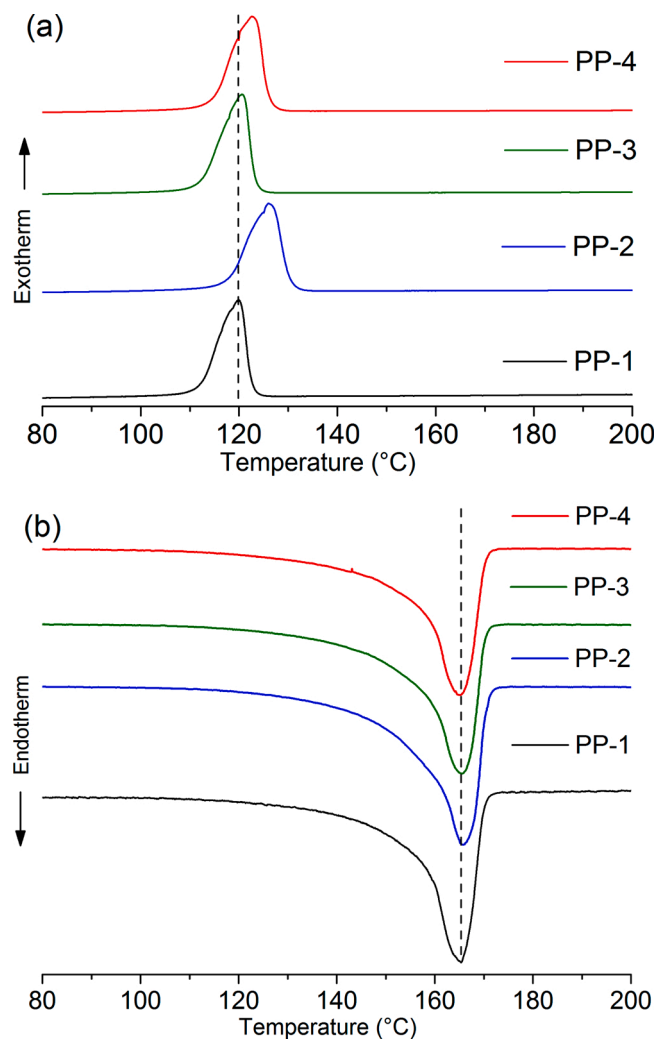 (a)
PP-4
PP-3
PP-2
PP-1
Exotherm
80 100 120 140 160 180 200
Temperature (°C)
(b)
PP-4
PP-3
PP-2
PP-1
Endotherm
80 100 120 140 160 180 200
Temperature (°C)